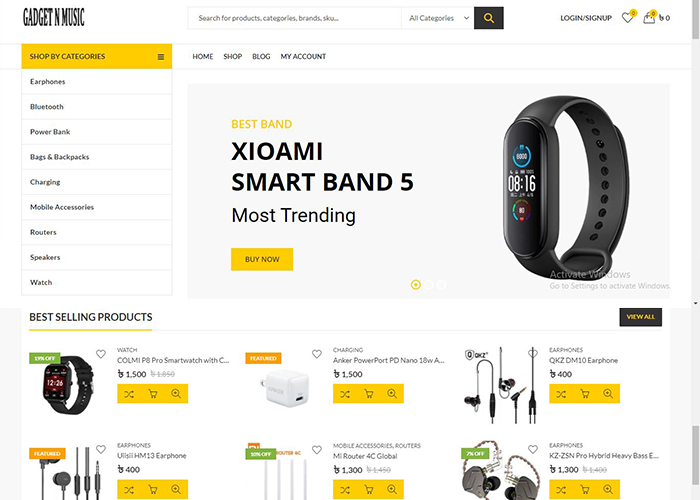 GADGET N MUSIC
Search for products, categories, brands, sku...
All Categories
LOGIN/SIGNUP
0
0
৳ 0
SHOP BY CATEGORIES
HOME
SHOP
BLOG
MY ACCOUNT
Earphones
Bluetooth
Power Bank
Bags & Backpacks
Charging
Mobile Accessories
Routers
Speakers
Watch
BEST BAND
XIOAMI
SMART BAND 5
Most Trending
BUY NOW
08:16
Activate Windows
Go to Settings to activate Windows.
BEST SELLING PRODUCTS
VIEW ALL
19% OFF
WATCH
COLMI P8 Pro Smartwatch with C...
৳ 1,500 ৳ 1,850
FEATURED
CHARGING
Anker PowerPort PD Nano 18w A...
৳ 1,500
QKZ
EARPHONES
QKZ DM10 Earphone
৳ 400
FEATURED
EARPHONES
Uiisii HM13 Earphone
৳ 400
10% OFF
ROUTER 4C
MOBILE ACCESSORIES, ROUTERS
Mi Router 4C Global
৳ 1,300 ৳ 1,450
7% OFF
EARPHONES
KZ-ZSN Pro Hybrid Heavy Bass E...
৳ 1,300 ৳ 1,400